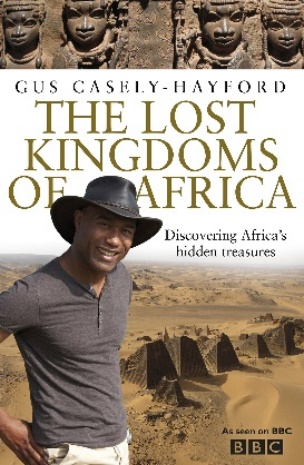 GUS CASELY-HAYFORD
THE LOST
KINGDOMS
OF AFRICA
Discovering Africa's
hidden treasures
As seen on BBC
BBC